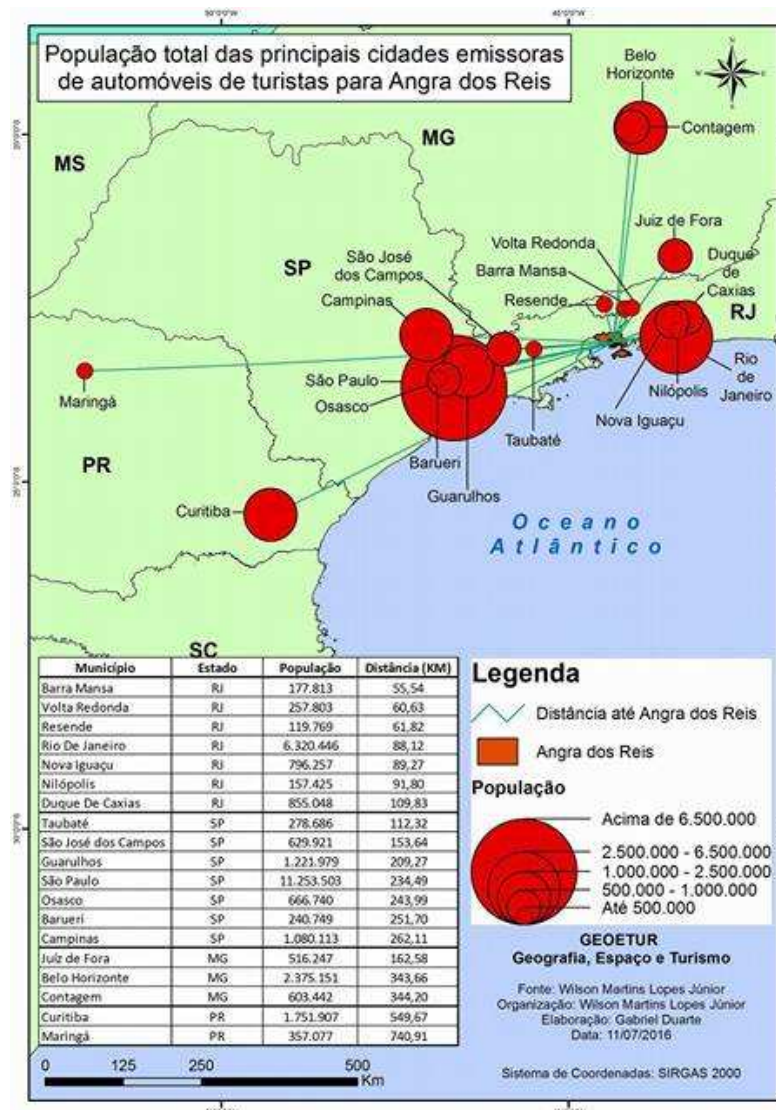 50°0'0"W
População total das principais cidades emissoras
de automóveis de turistas para Angra dos Reis
Belo
Horizonte
Contagem
MG
MS
Juiz de Fora
Volta Redonda
Duque
de
Caxias
São José
dos Campos
Barra Mansa
SP
Campinas
Resende
RJ
São Paulo
Rio
de
Janeiro
Maringá
Osasco
Nilópolis
Nova Iguaçu
Taubaté
Barueri
PR
Guarulhos
Curitiba
Oceano
Atlântico
SC
Município Estado População Distância (KM)
Barra Mansa RJ 177.813 55,54
Volta Redonda RJ 257.803 60,63
Resende RJ 119.769 61,82
Rio De Janeiro RJ 6.320.446 88,12
Nova Iguaçu RJ 796.257 89,27
Nilópolis RJ 157.425 91,80
Duque De Caxias RJ 855.048 109,83
Taubaté SP 278.686 112,32
São José dos Campos SP 629.921 153,64
Guarulhos SP 1.221.979 209,27
São Paulo SP 11.253.503 234,49
Osasco SP 666.740 243,99
Barueri SP 240.749 251,70
Campinas SP 1.080.113 262,11
Juiz de Fora MG 516.247 162,58
Belo Horizonte MG 2.375.151 343,66
Contagem MG 603.442 344,20
Curitiba PR 1.751.907 549,67
Maringá PR 357.077 740,91
0 125 250 500
Km
Legenda
Distância até Angra dos Reis
Angra dos Reis
População
Acima de 6.500.000
2.500.000 - 6.500.000
1.000.000 - 2.500.000
500.000 - 1.000.000
Até 500.000
GEOETUR
Geografia, Espaço e Turismo
Fonte: Wilson Martins Lopes Júnior
Organização: Wilson Martins Lopes Júnior
Elaboração: Gabriel Duarte
Data: 11/07/2016
Sistema de Coordenadas: SIRGAS 2000